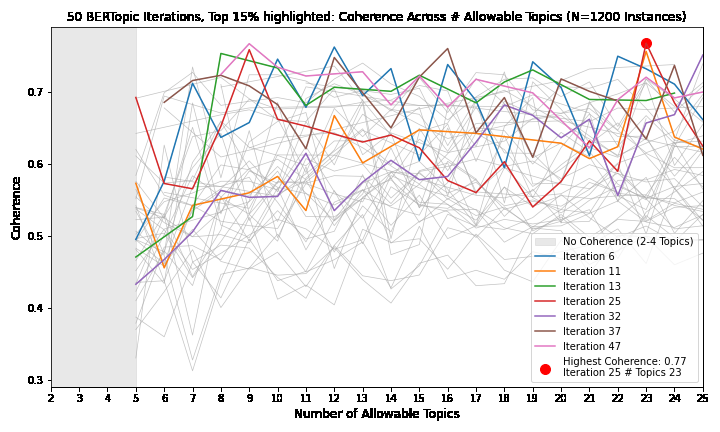 50 BERTopic Iterations, Top 15% highlighted: Coherence Across # Allowable Topics (N=1200 Instances)
Coherence
0.7
0.6
0.5
0.4
0.3
No Coherence (2-4 Topics)
Iteration 6
Iteration 11
Iteration 13
Iteration 25
Iteration 32
Iteration 37
Iteration 47
Highest Coherence: 0.77
Iteration 25 # Topics 23
2 3 4 5 6 7 8 9 10 11 12 13 14 15 16 17 18 19 20 21 22 23 24 25
Number of Allowable Topics